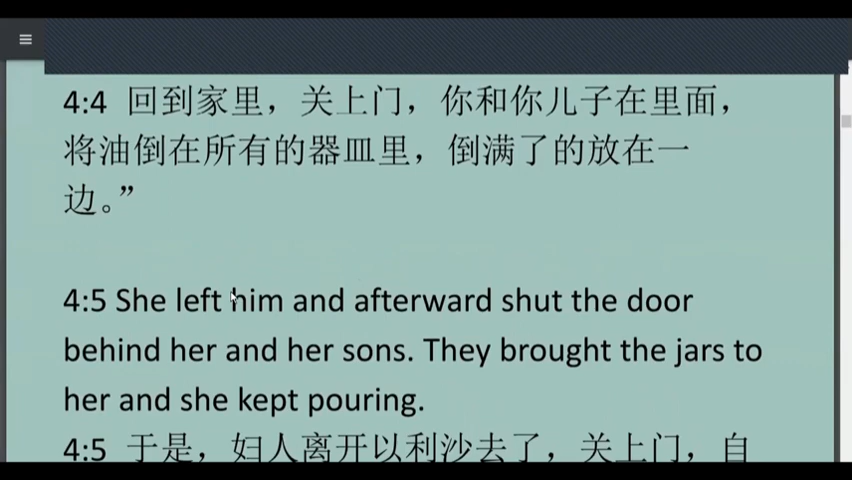 4:4 回到家里，关上门，你和你儿子在里面，
将油倒在所有的器皿里，倒满了的放在一
边。”
4:5 She left him and afterward shut the door
behind her and her sons. They brought the jars to
her and she kept pouring.
4:5 于是，妇人离开以利沙去了，关上门，自